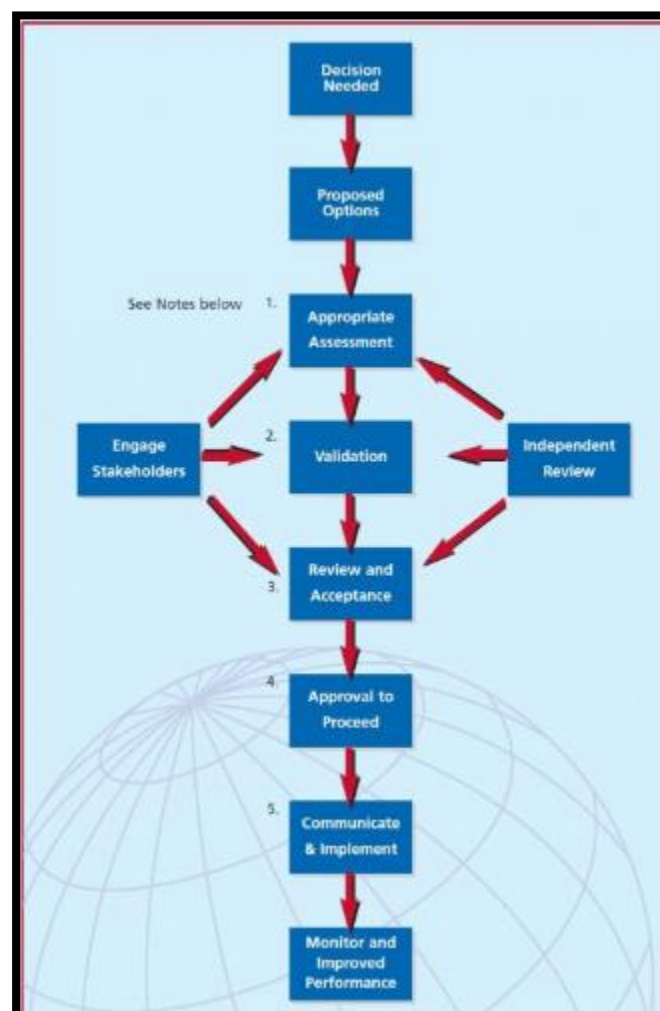 Decision
Needed
Proposed
Options
See Notes below
1.
Appropriate
Assessment
Engage
Stakeholders
2.
Validation
Independent
Review
3.
Review and
Acceptance
4.
Approval to
Proceed
5.
Communicate
& Implement
Monitor and
Improved
Performance